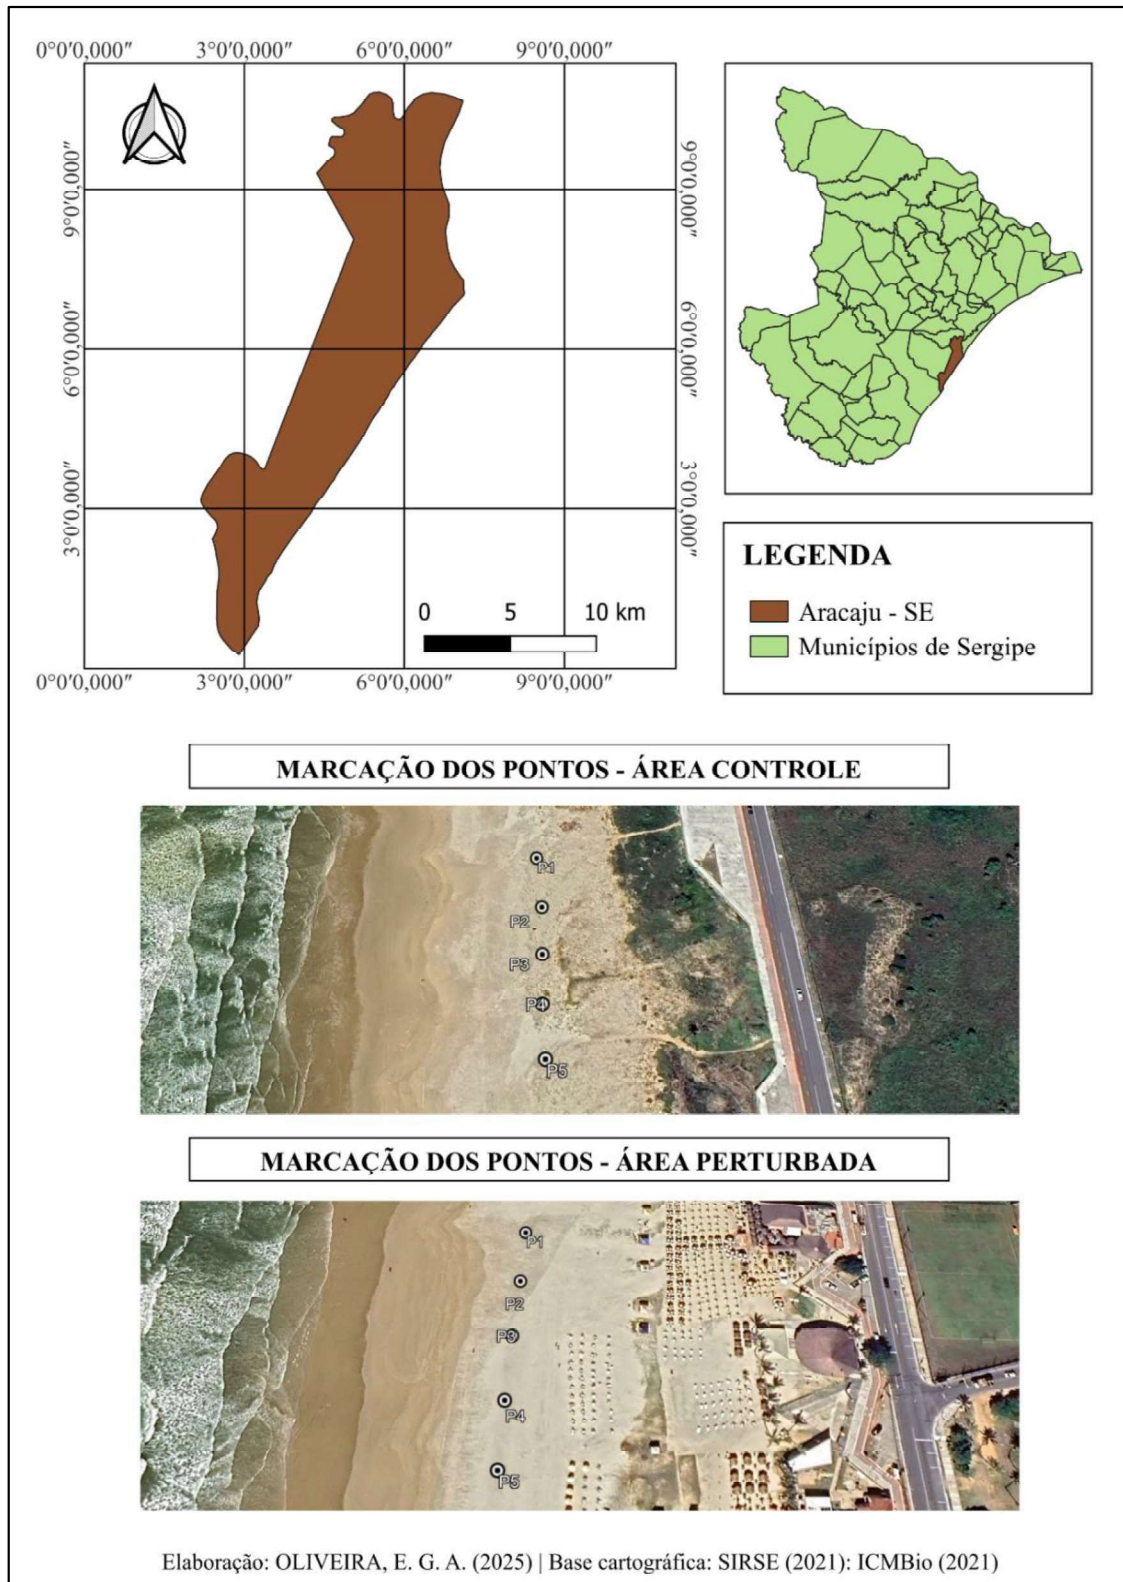 0°0'0,000″ 3°0'0,000″ 6°0'0,000″ 9°0'0,000″
9°0'0,000″
9°0'0,000″
6°0'0,000″
6°0'0,000″
3°0'0,000″
3°0'0,000″
0 5 10 km
0°0'0,000″ 3°0'0,000″ 6°0'0,000″ 9°0'0,000″
LEGENDA
Aracaju - SE
Municípios de Sergipe
MARCAÇÃO DOS PONTOS - ÁREA CONTROLE
P1
P2
P3
P4
P5
MARCAÇÃO DOS PONTOS - ÁREA PERTURBADA
P1
P2
P3
P4
P5
Elaboração: OLIVEIRA, E. G. A. (2025) | Base cartográfica: SIRSE (2021): ICMBio (2021)